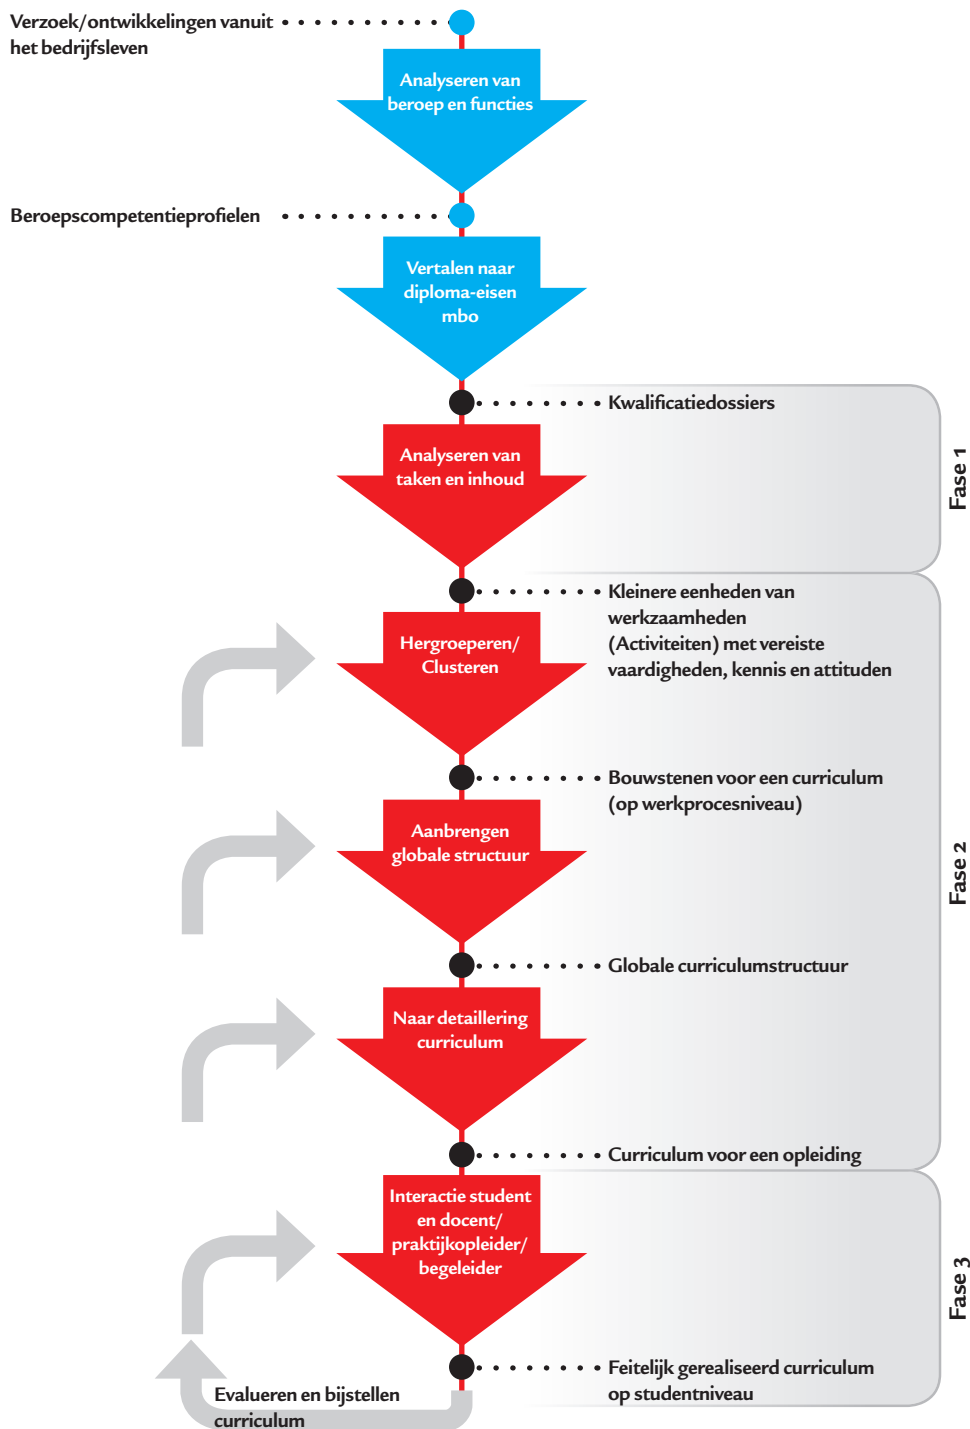 Verzoek/ontwikkelingen vanuit
het bedrijfsleven
Analyseren van
beroep en functies
Beroepscompetentieprofielen
Vertalen naar
diploma-eisen
mbo
Kwalificatiedossiers
Analyseren van
taken en inhoud
Fase 1
Kleinere eenheden van
werkzaamheden
(Activiteiten) met vereiste
vaardigheden, kennis en attituden
Hergroeperen/
Clusteren
Bouwstenen voor een curriculum
(op werkprocesniveau)
Aanbrengen
globale structuur
Fase 2
Globale curriculumstructuur
Naar detaillering
curriculum
Curriculum voor een opleiding
Interactie student
en docent/
praktijkopleider/
begeleider
Fase 3
Feitelijk gerealiseerd curriculum
op studentniveau
Evalueren en bijstellen
curriculum